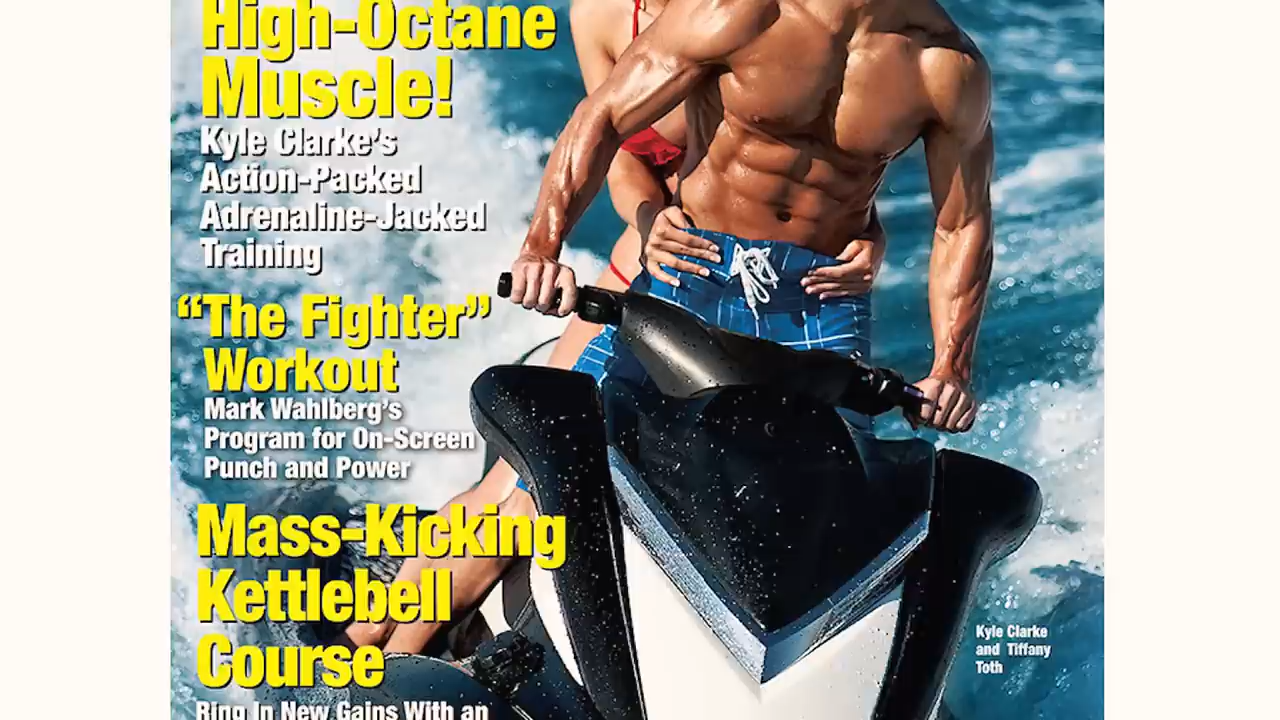 High-Octane
Muscle!
Kyle Clarke's
Action-Packed
Adrenaline-Jacked
Training
“The Fighter”
Workout
Mark Wahlberg's
Program for On-Screen
Punch and Power
Mass-Kicking
Kettlebell
Course
Ring In New Gains With an
Kyle Clarke
and Tiffany
Toth